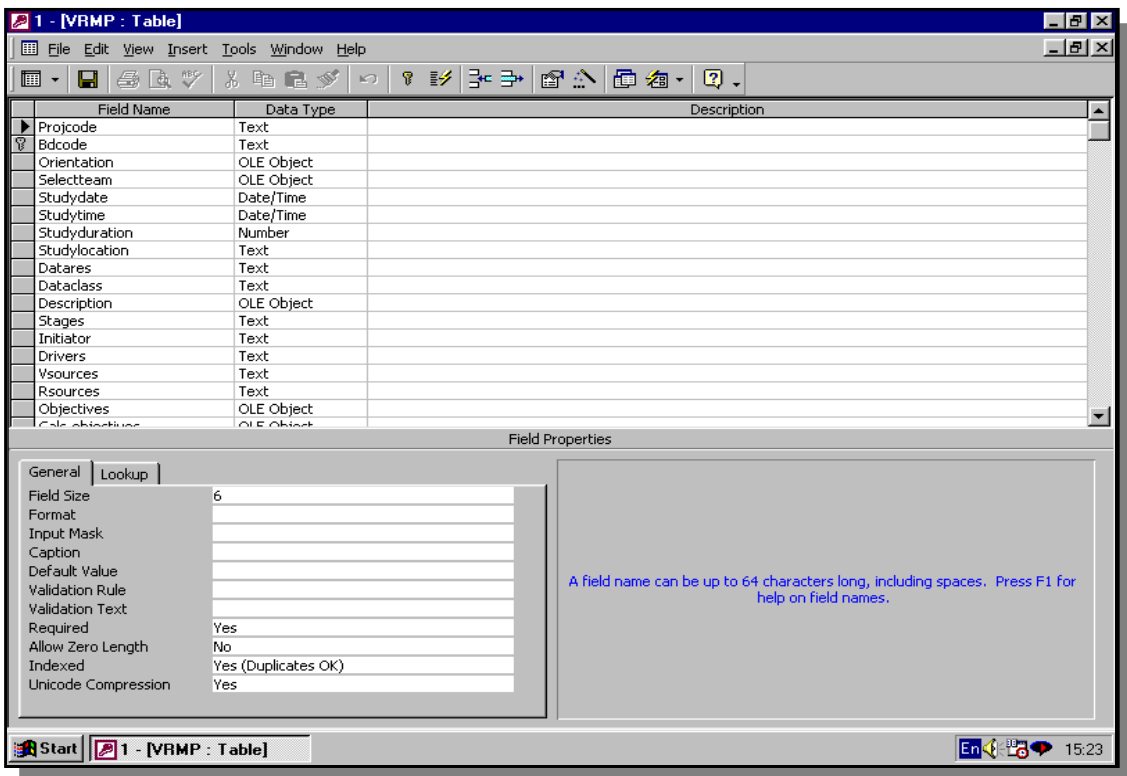 1 - [VRMP : Table]
File Edit View Insert Tools Window Help
Field Name Data Type Description
Projcode Text
Bdcode Text
Orientation OLE Object
Selectteam OLE Object
Studydate Date/Time
Studytime Date/Time
Studyduration Number
Studylocation Text
Datares Text
Dataclass Text
Description OLE Object
Stages Text
Initiator Text
Drivers Text
Vsources Text
Rsources Text
Objectives OLE Object
Calc objectives OLE Object
Field Properties
General Lookup
Field Size 6
Format
Input Mask
Caption
Default Value
Validation Rule
Validation Text
Required Yes
Allow Zero Length No
Indexed Yes (Duplicates OK)
Unicode Compression Yes
A field name can be up to 64 characters long, including spaces. Press F1 for
help on field names.
Start 1 - [VRMP : Table] En 15:23